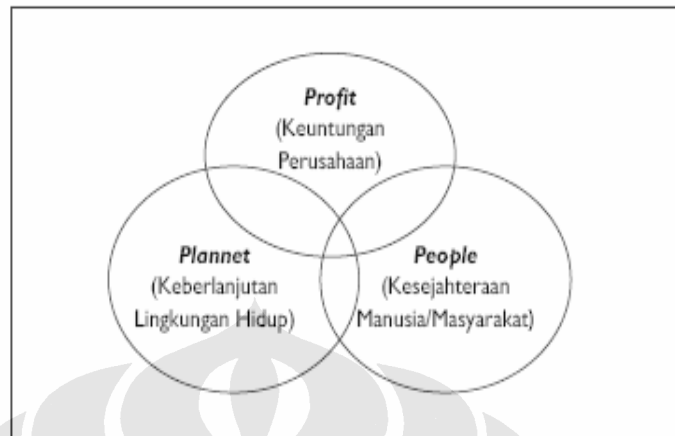 Profit
(Keuntungan
Perusahaan)
Plannet
(Keberlanjutan
Lingkungan Hidup)
People
(Kesejahteraan
Manusia/Masyarakat)